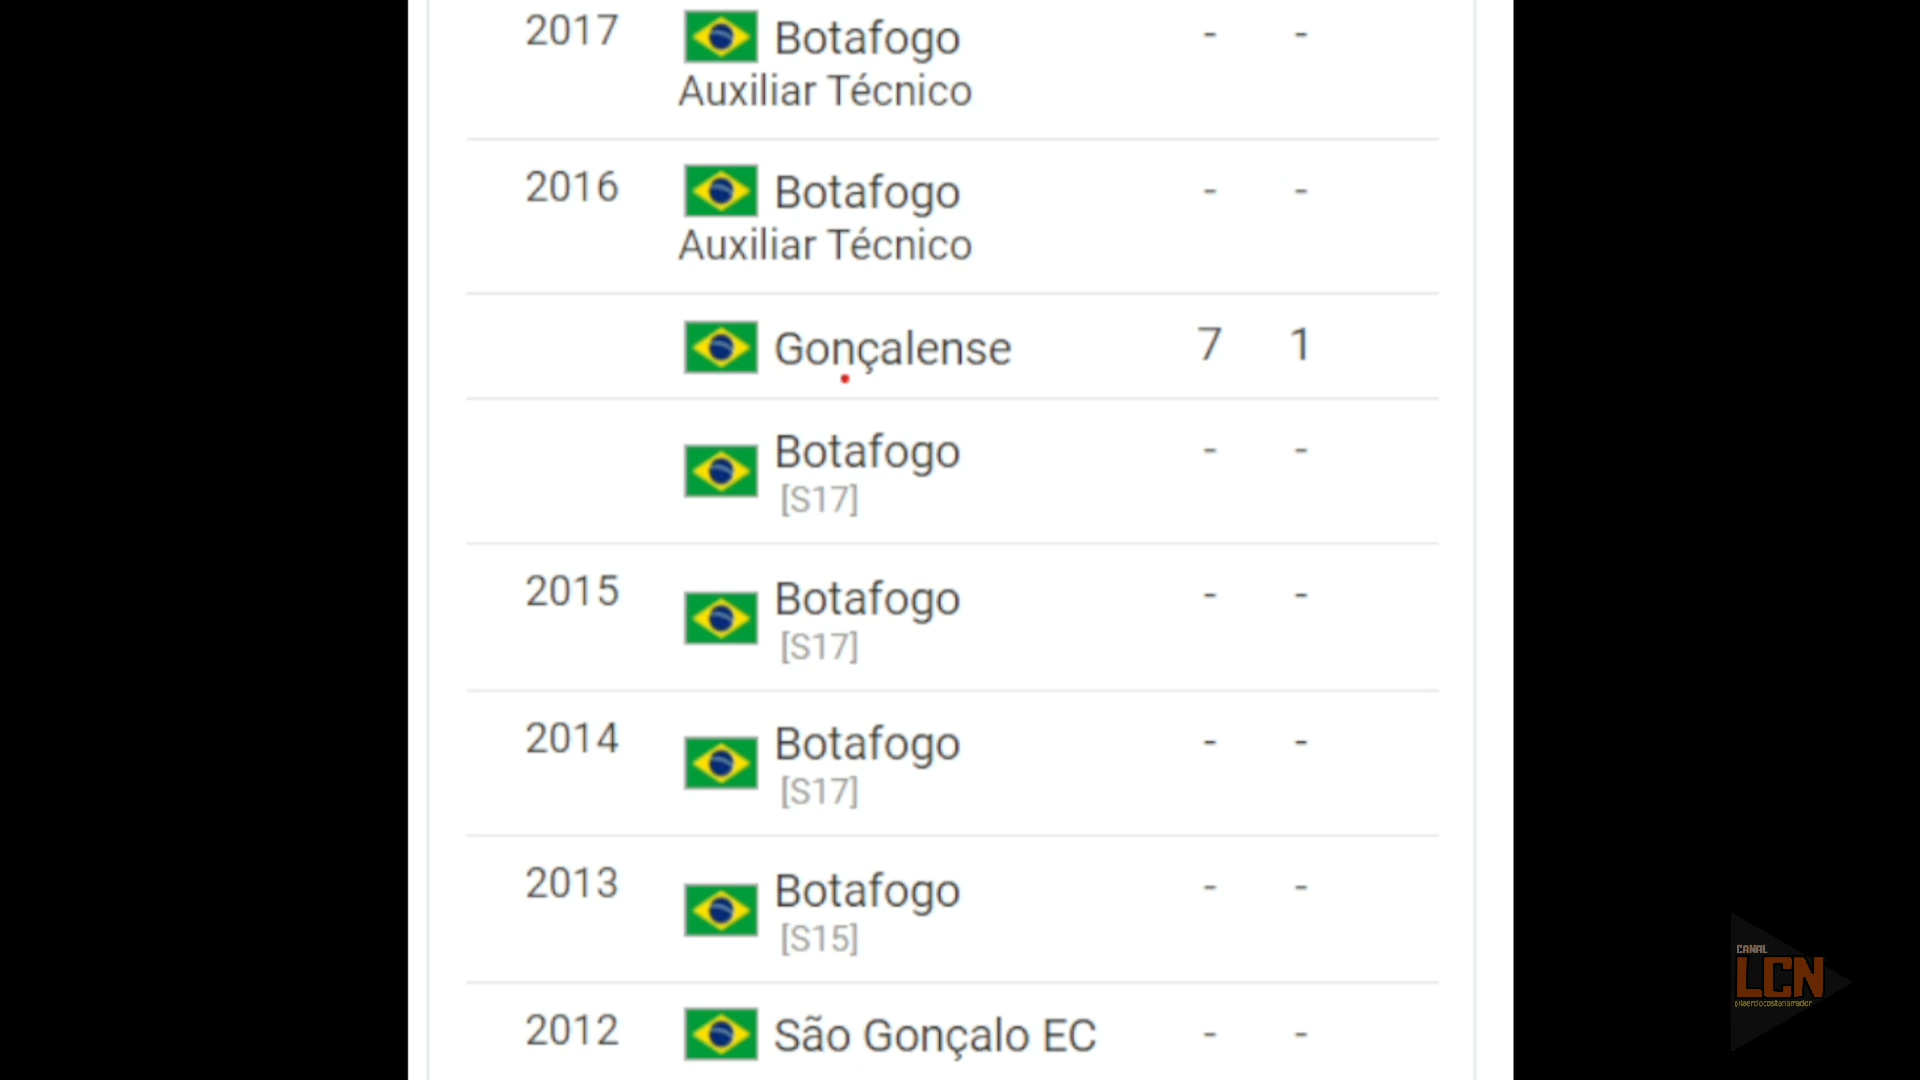 2017 Botafogo - -
Auxiliar Técnico
2016 Botafogo - -
Auxiliar Técnico
Gonçalense 7 1
Botafogo - -
[S17]
2015 Botafogo - -
[S17]
2014 Botafogo - -
[S17]
2013 Botafogo - -
[S15]
2012 São Gonçalo EC - -
CANAL
LCN